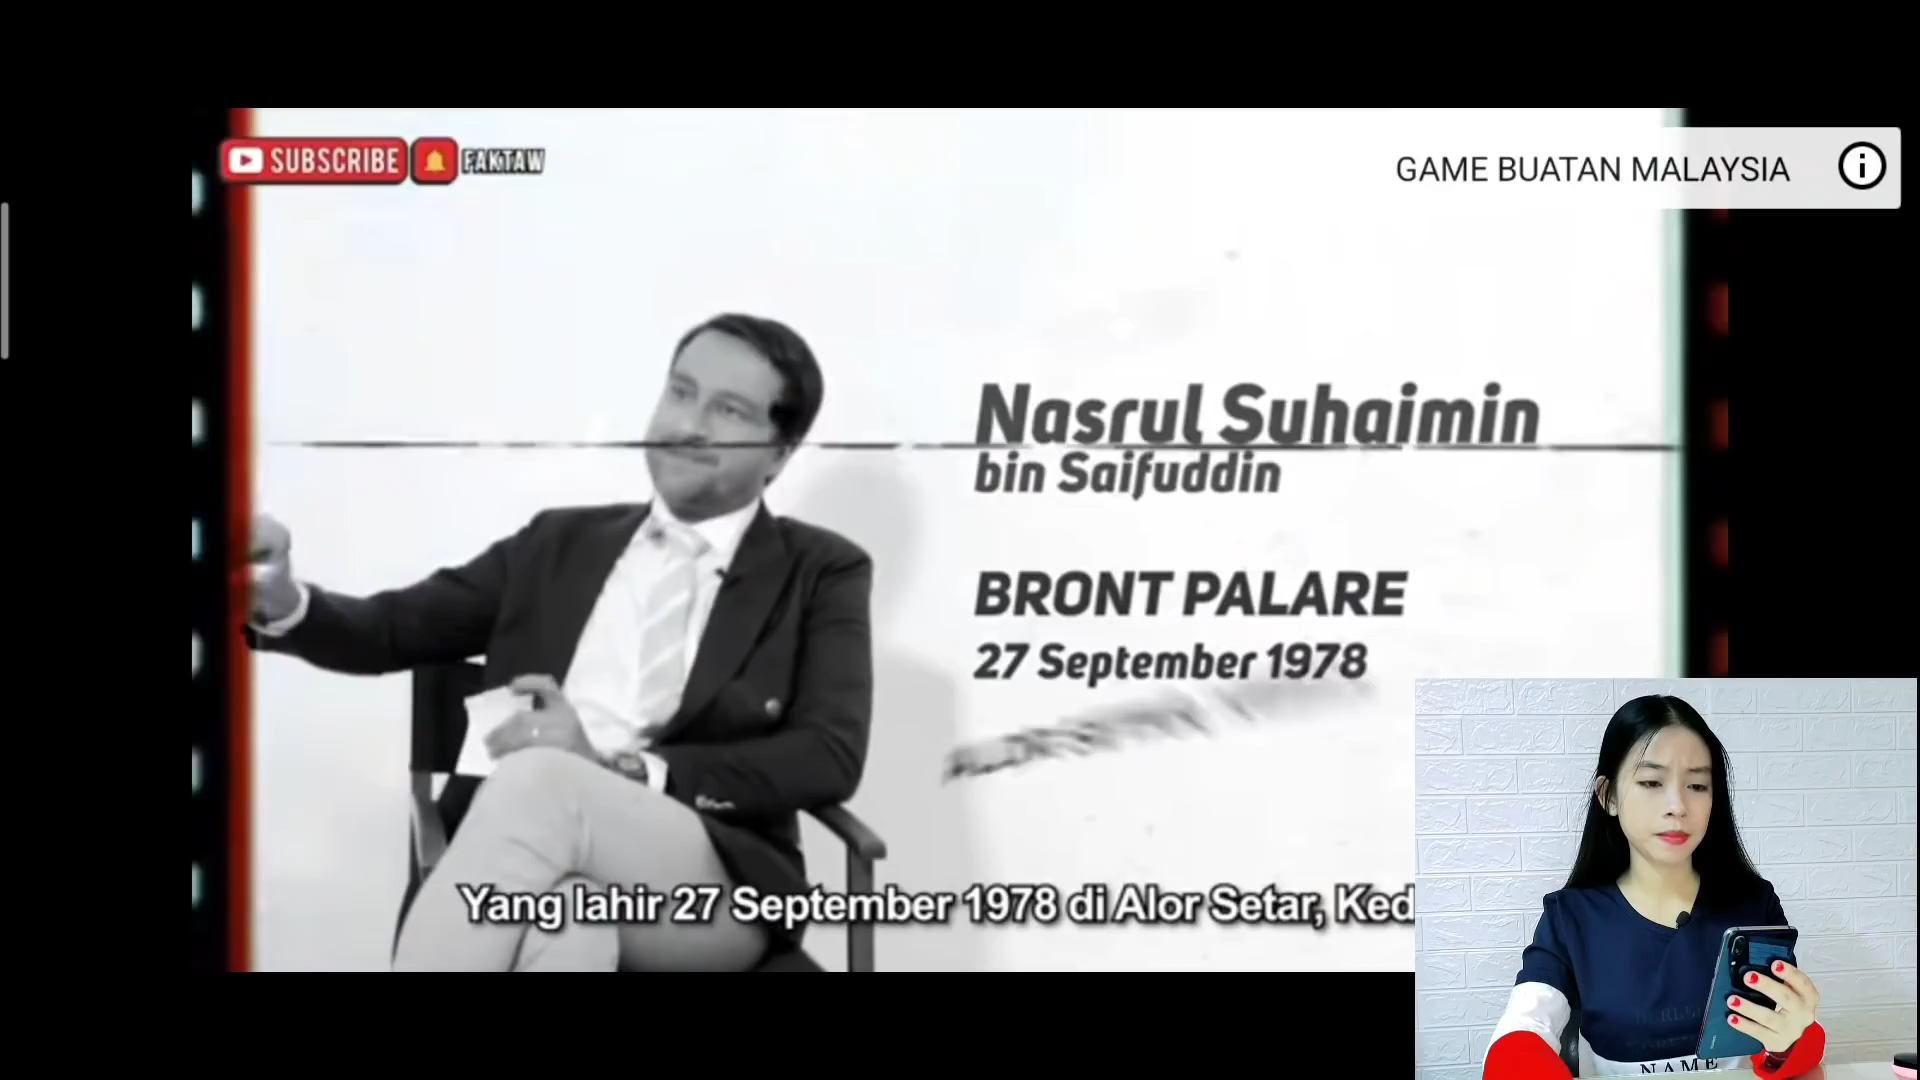 SUBSCRIBE FAKTAW
GAME BUATAN MALAYSIA
Nasrul Suhaimin
bin Saifuddin
BRONT PALARE
27 September 1978
Yang lahir 27 September 1978 di Alor Setar, Ked
NAME